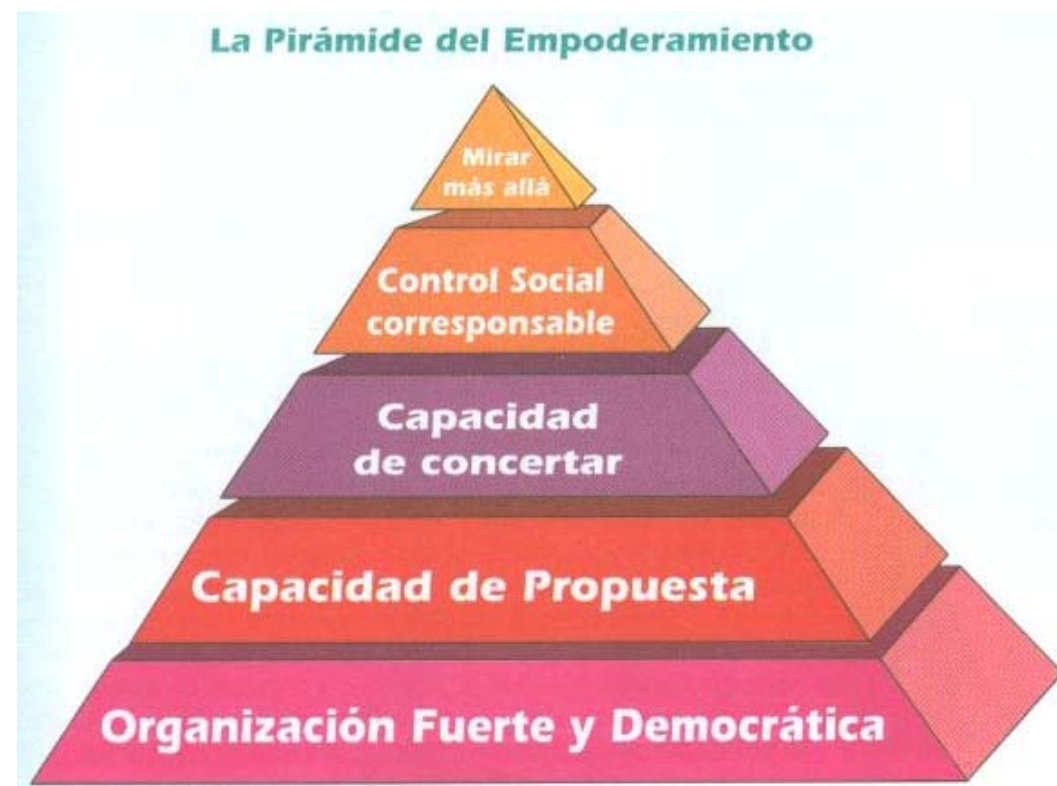 La Pirámide del Empoderamiento
Mirar
más allá
Control Social
corresponsable
Capacidad
de concertar
Capacidad de Propuesta
Organización Fuerte y Democrática